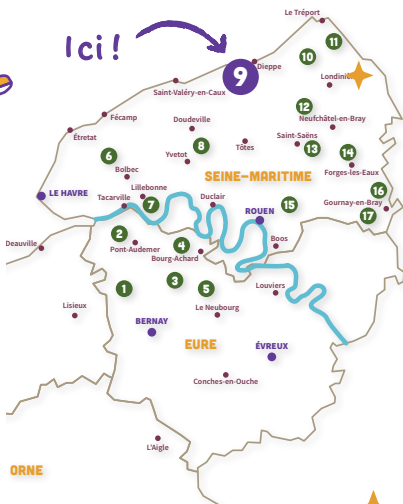 Le Tréport
11
Ici !
10
Dieppe
9
Londini
Saint-Valéry-en-Caux
12
Fécamp
Doudeville
Neufchâtel-en-Bray
Étretat
Saint-Saëns
8
Tôtes
13
14
6
Yvetot
Bolbec
SEINE-MARITIME
Forges-les-Eaux
Lillebonne
16
LE HAVRE
Tacarville
7
Duclair
15
Gournay-en-Bray
ROUEN
17
2
Deauville
Pont-Audemer
4
Boos
Bourg-Achard
3
1
5
Louviers
Lisieux
Le Neubourg
BERNAY
EURE
ÉVREUX
Conches-en-Ouche
L'Aigle
ORNE